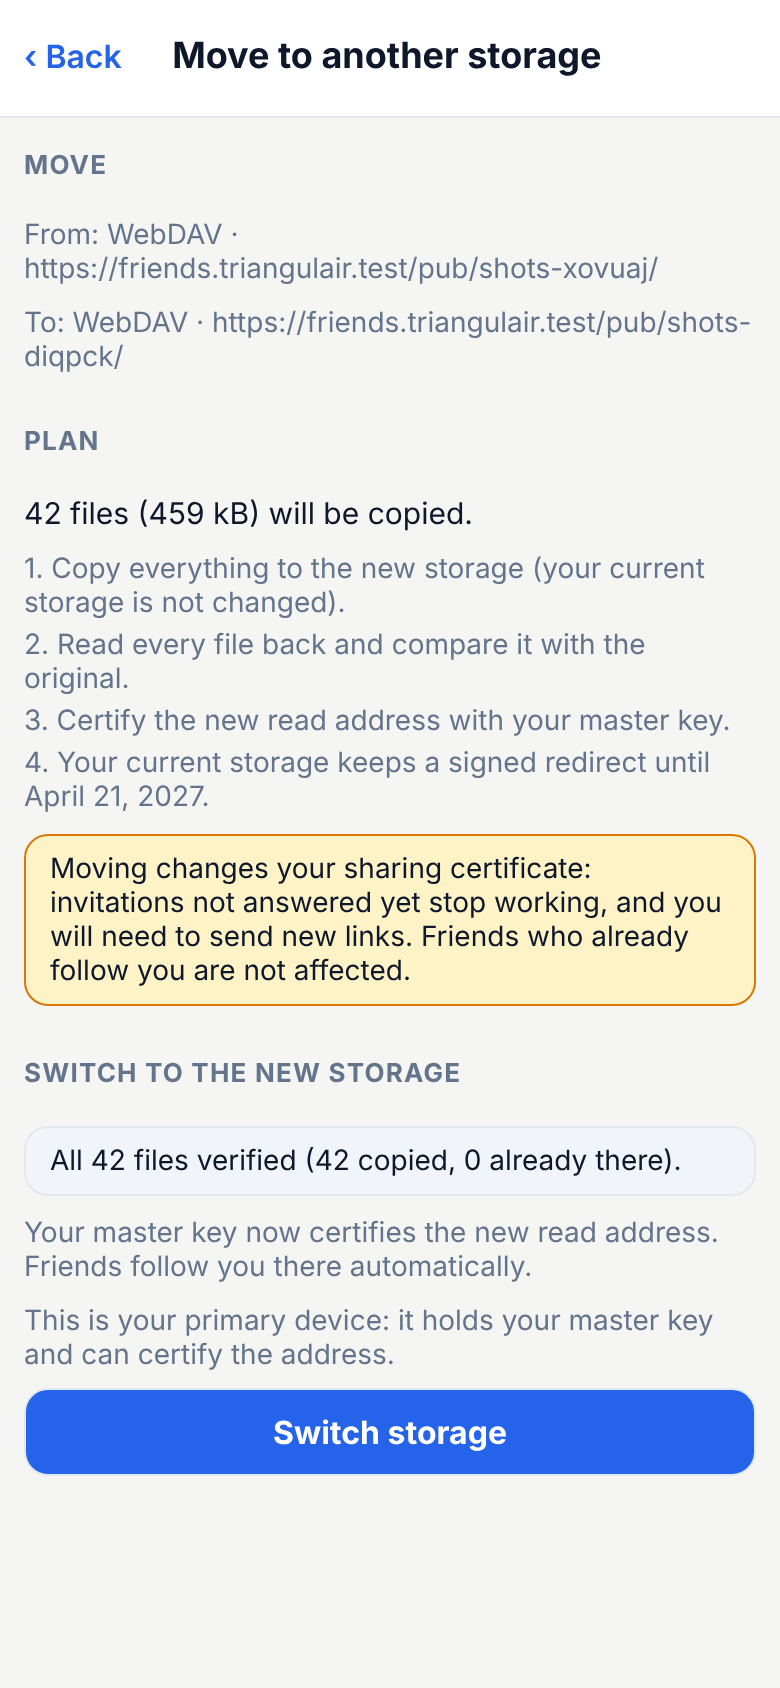 ‹ Back
Move to another storage
MOVE
From: WebDAV ·
https://friends.triangulair.test/pub/shots-xovuaj/
To: WebDAV · https://friends.triangulair.test/pub/shots-
diqpck/
PLAN
42 files (459 kB) will be copied.
1. Copy everything to the new storage (your current
storage is not changed).
2. Read every file back and compare it with the
original.
3. Certify the new read address with your master key.
4. Your current storage keeps a signed redirect until
April 21, 2027.
Moving changes your sharing certificate:
invitations not answered yet stop working, and you
will need to send new links. Friends who already
follow you are not affected.
SWITCH TO THE NEW STORAGE
All 42 files verified (42 copied, 0 already there).
Your master key now certifies the new read address.
Friends follow you there automatically.
This is your primary device: it holds your master key
and can certify the address.
Switch storage